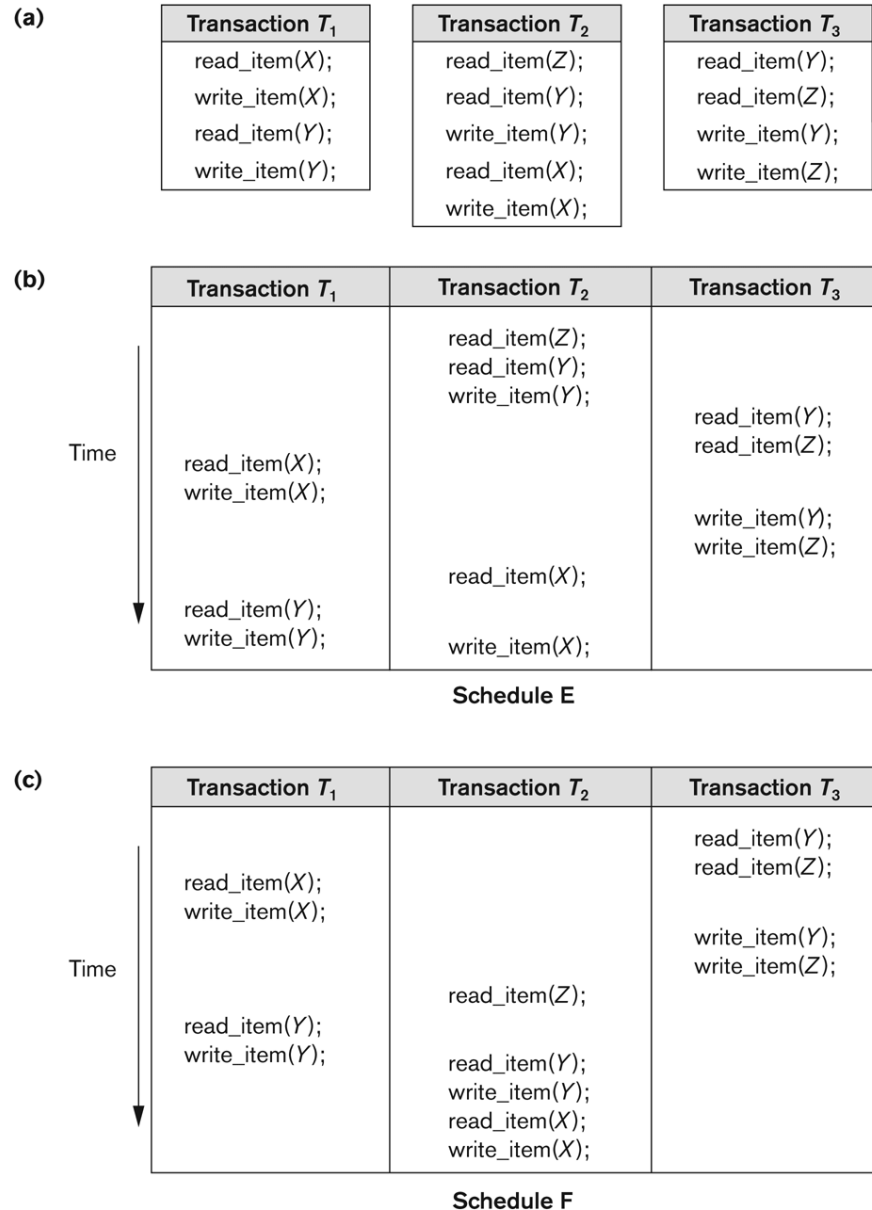 (a)
Transaction T1 Transaction T2 Transaction T3
read_item(X); read_item(Z); read_item(Y);
write_item(X); read_item(Y); read_item(Z);
read_item(Y); write_item(Y); write_item(Y);
write_item(Y); read_item(X); write_item(Z);
write_item(X);
(b)
Transaction T1 Transaction T2 Transaction T3
read_item(Z);
read_item(Y);
write_item(Y);
read_item(Y);
read_item(Z);
Time
read_item(X);
write_item(X);
write_item(Y);
write_item(Z);
read_item(X);
read_item(Y);
write_item(Y); write_item(X);
Schedule E
(c)
Transaction T1 Transaction T2 Transaction T3
read_item(Y);
read_item(Z);
read_item(X);
write_item(X);
write_item(Y);
Time write_item(Z);
read_item(Z);
read_item(Y);
write_item(Y); read_item(Y);
write_item(Y);
read_item(X);
write_item(X);
Schedule F